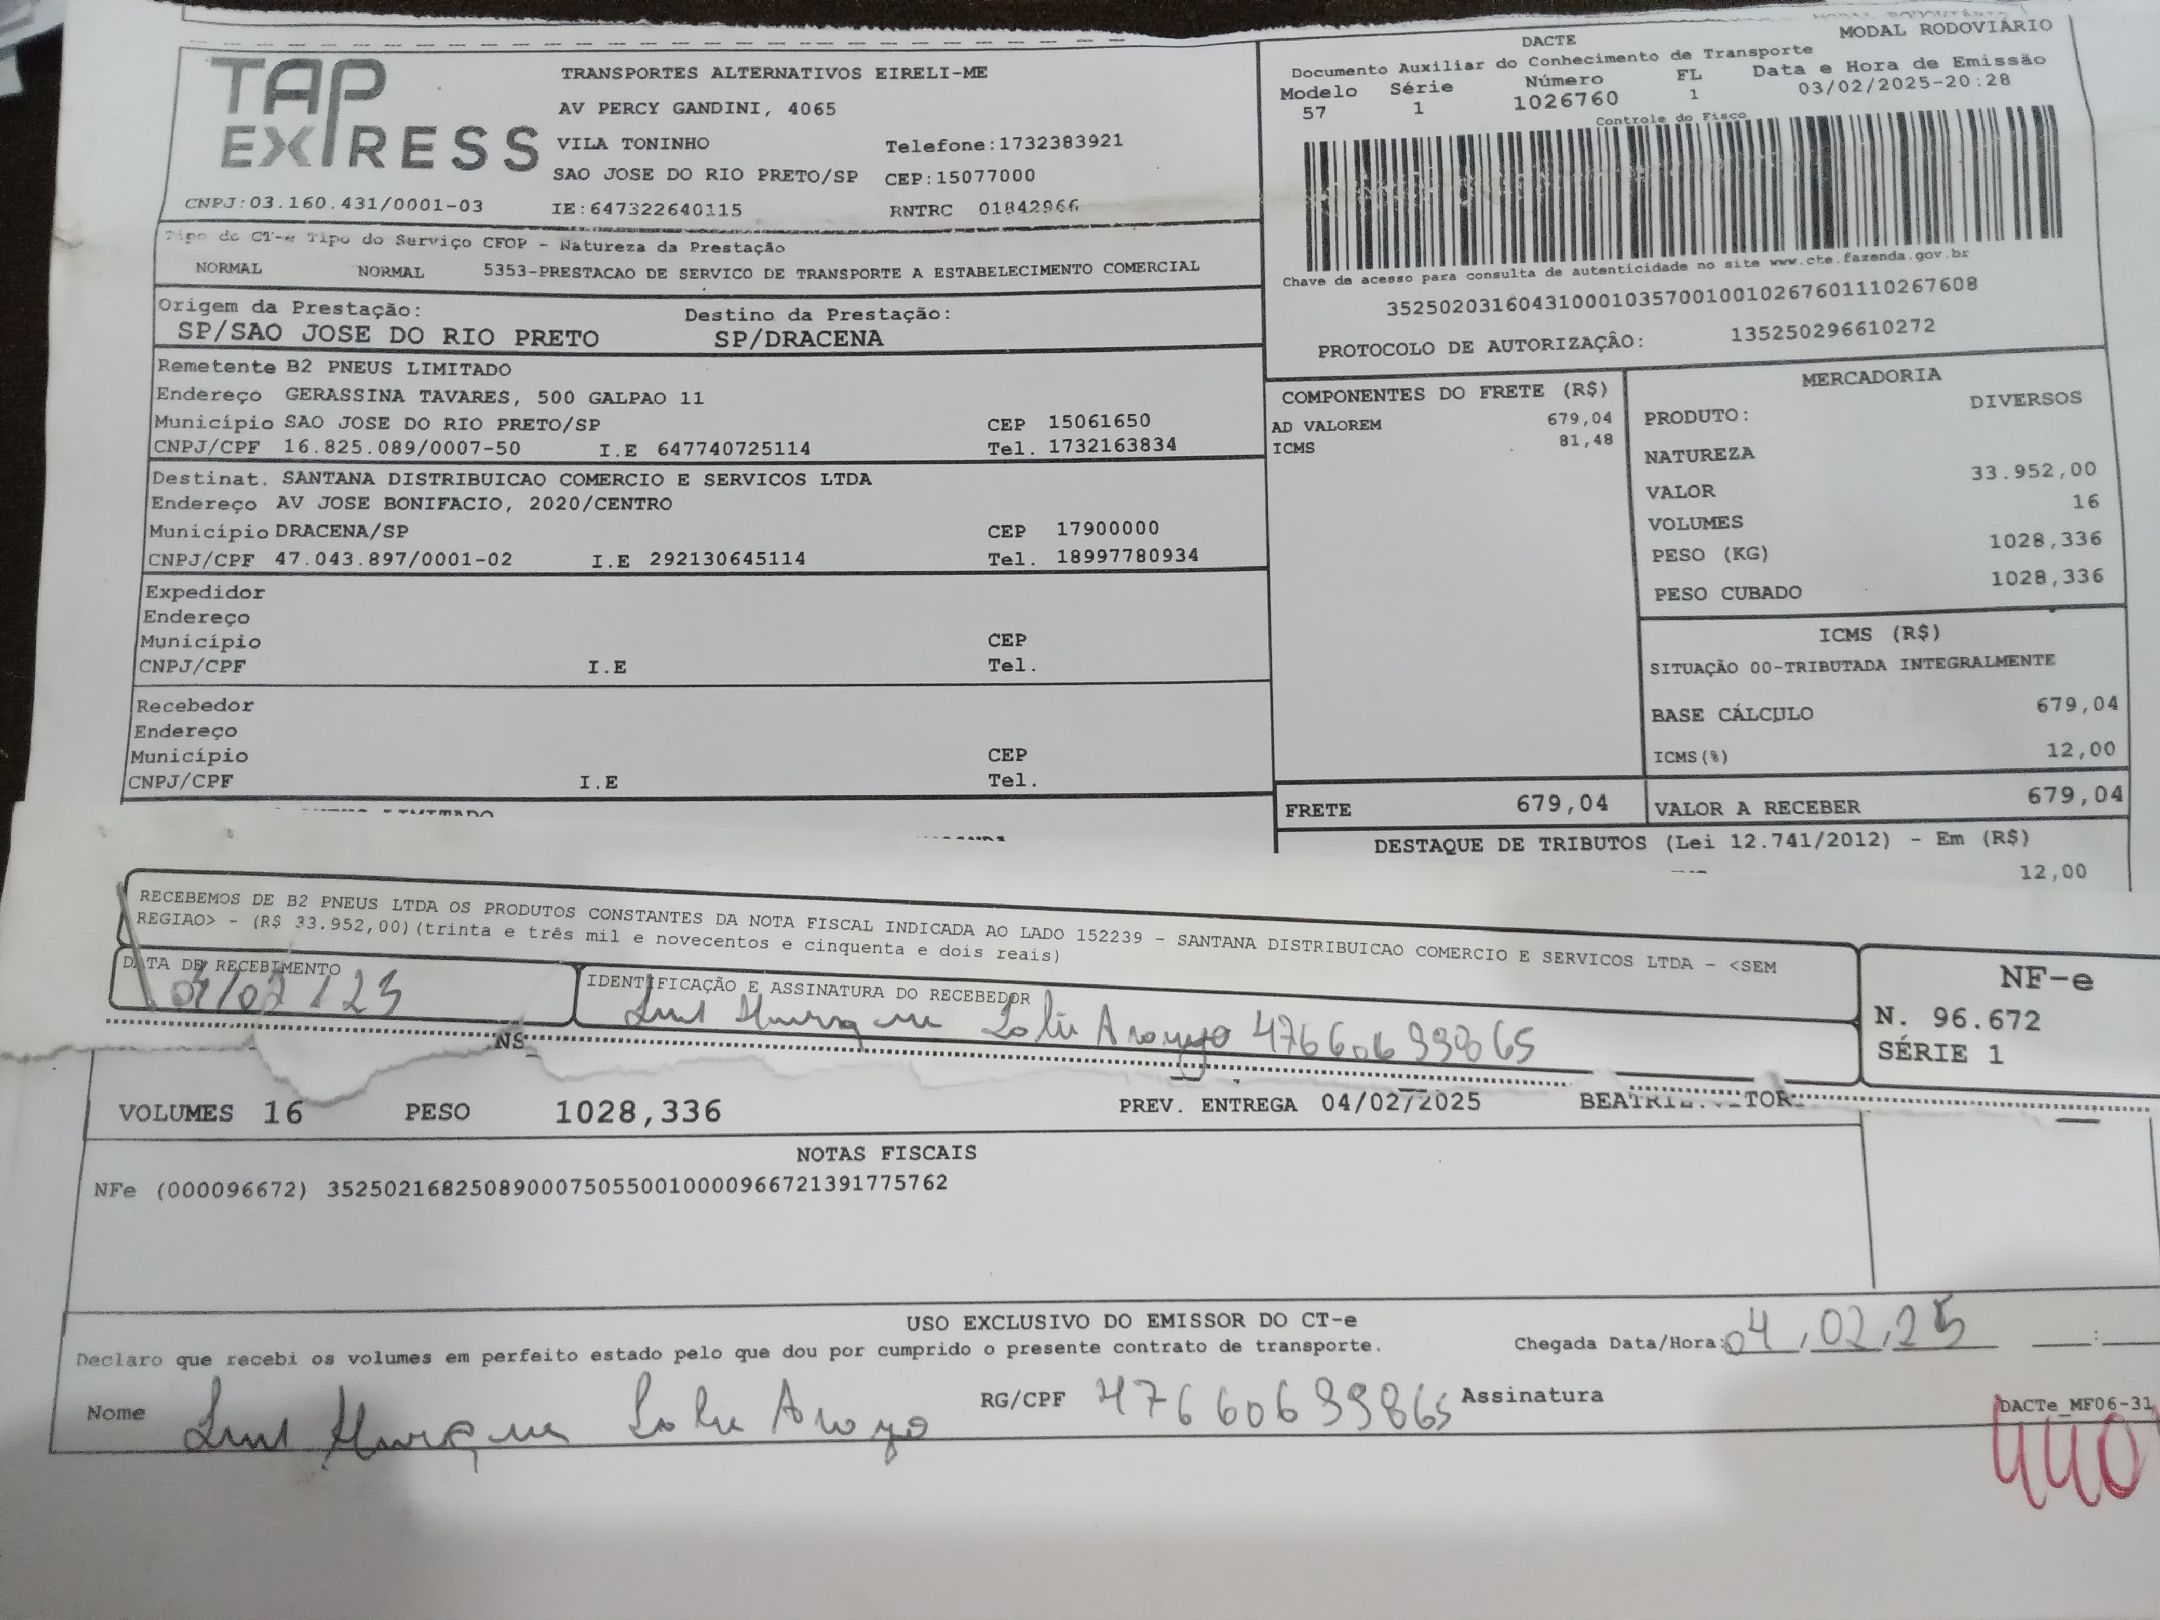 TAP EXPRESS
TRANSPORTES ALTERNATIVOS EIRELI-ME
AV PERCY GANDINI, 4065
VILA TONINHO Telefone:1732383921
SAO JOSE DO RIO PRETO/SP CEP:15077000
CNPJ:03.160.431/0001-03 IE:647322640115 RNTRC 01842966
MODAL RODOVIÁRIO
DACTE
Documento Auxiliar do Conhecimento de Transporte
Modelo Série Número FL Data e Hora de Emissão
57 1 1026760 1 03/02/2025-20:28
Controle do Fisco
Chave de acesso para consulta de autenticidade no site www.cte.fazenda.gov.br
35250203160431000103570010010267601110267608
PROTOCOLO DE AUTORIZAÇÂO: 135250296610272
Tipo do CT-e Tipo do Serviço CFOP - Natureza da Prestação
NORMAL NORMAL 5353-PRESTACAO DE SERVICO DE TRANSPORTE A ESTABELECIMENTO COMERCIAL
Origem da Prestação: Destino da Prestação:
SP/SAO JOSE DO RIO PRETO SP/DRACENA
Remetente B2 PNEUS LIMITADO
Endereço GERASSINA TAVARES, 500 GALPAO 11
Município SAO JOSE DO RIO PRETO/SP CEP 15061650
CNPJ/CPF 16.825.089/0007-50 I.E 647740725114 Tel. 1732163834
Destinat. SANTANA DISTRIBUICAO COMERCIO E SERVICOS LTDA
Endereço AV JOSE BONIFACIO, 2020/CENTRO
Município DRACENA/SP CEP 17900000
CNPJ/CPF 47.043.897/0001-02 I.E 292130645114 Tel. 18997780934
Expedidor
Endereço
Município CEP
CNPJ/CPF I.E Tel.
Recebedor
Endereço
Município CEP
CNPJ/CPF I.E Tel.
COMPONENTES DO FRETE (R$)
AD VALOREM 679,04
ICMS 81,48
MERCADORIA
PRODUTO: DIVERSOS
NATUREZA
VALOR 33.952,00
VOLUMES 16
PESO (KG) 1028,336
PESO CUBADO 1028,336
ICMS (R$)
SITUAÇÃO 00-TRIBUTADA INTEGRALMENTE
BASE CÁLCULO 679,04
ICMS(%) 12,00
FRETE 679,04 VALOR A RECEBER 679,04
DESTAQUE DE TRIBUTOS (Lei 12.741/2012) - Em (R$)
12,00
RECEBEMOS DE B2 PNEUS LTDA OS PRODUTOS CONSTANTES DA NOTA FISCAL INDICADA AO LADO 152239 - SANTANA DISTRIBUICAO COMERCIO E SERVICOS LTDA - <SEM
REGIAO> - (R$ 33.952,00)(trinta e três mil e novecentos e cinquenta e dois reais)
DATA DE RECEBIMENTO IDENTIFICAÇÃO E ASSINATURA DO RECEBEDOR
NF-e
N. 96.672
SÉRIE 1
04/02/25 47660699865
NS
VOLUMES 16 PESO 1028,336 PREV. ENTREGA 04/02/2025
NOTAS FISCAIS
NFe (000096672) 35250216825089000750550010000966721391775762
USO EXCLUSIVO DO EMISSOR DO CT-e
Declaro que recebi os volumes em perfeito estado pelo que dou por cumprido o presente contrato de transporte. Chegada Data/Hora: 04/02/25 :
Nome RG/CPF 47660699865 Assinatura
DACTe_MF06-31
440